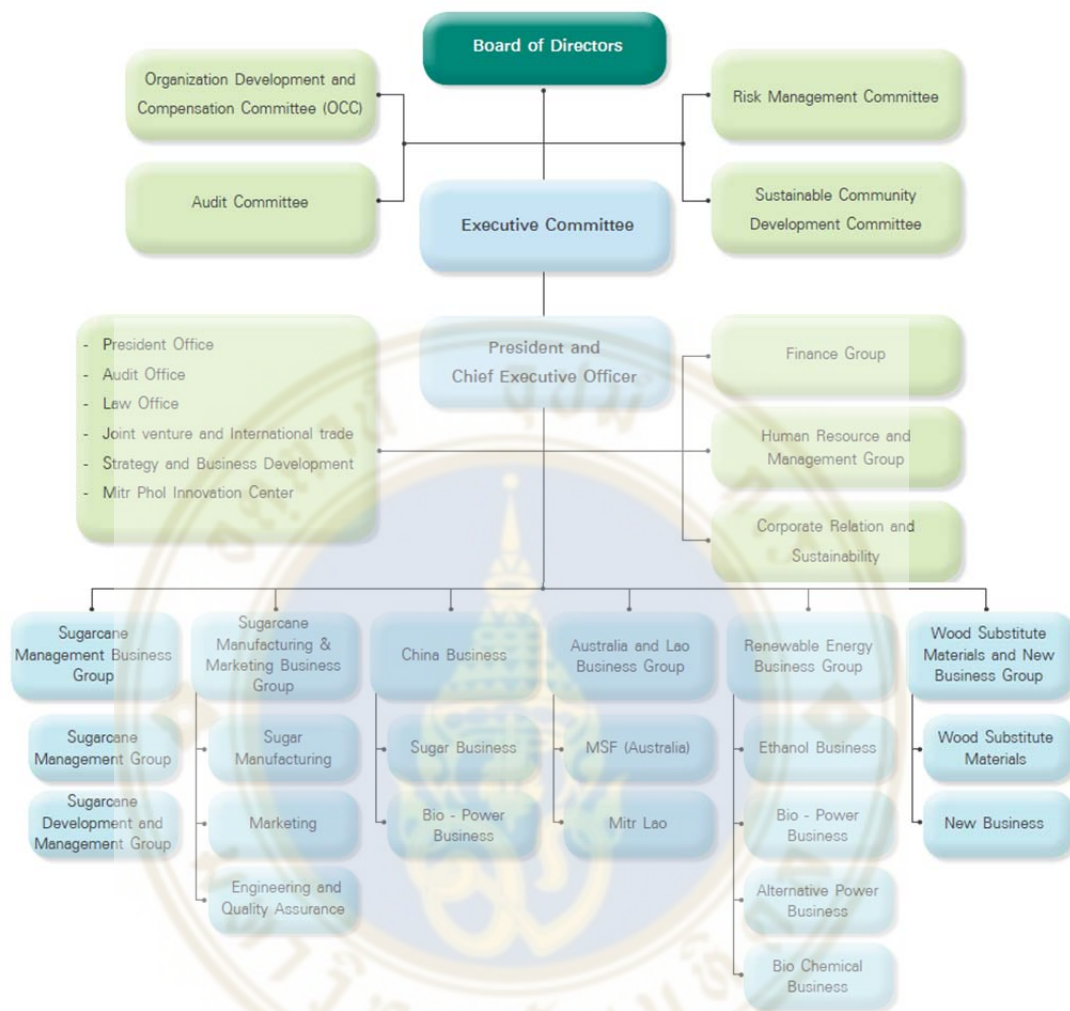 Board of Directors
Organization Development and
Compensation Committee (OCC)
Risk Management Committee
Audit Committee
Sustainable Community
Development Committee
Executive Committee
- President Office
- Audit Office
- Law Office
- Joint venture and International trade
- Strategy and Business Development
- Mitr Phol Innovation Center
President and
Chief Executive Officer
Finance Group
Human Resource and
Management Group
Corporate Relation and
Sustainability
Sugarcane
Management Business
Group
Sugarcane
Management Group
Sugarcane
Development and
Management Group
Sugarcane
Manufacturing &
Marketing Business
Group
Sugar
Manufacturing
Marketing
Engineering and
Quality Assurance
China Business
Sugar Business
Bio - Power
Business
Australia and Lao
Business Group
MSF (Australia)
Mitr Lao
Renewable Energy
Business Group
Ethanol Business
Bio - Power
Business
Alternative Power
Business
Bio Chemical
Business
Wood Substitute
Materials and New
Business Group
Wood Substitute
Materials
New Business